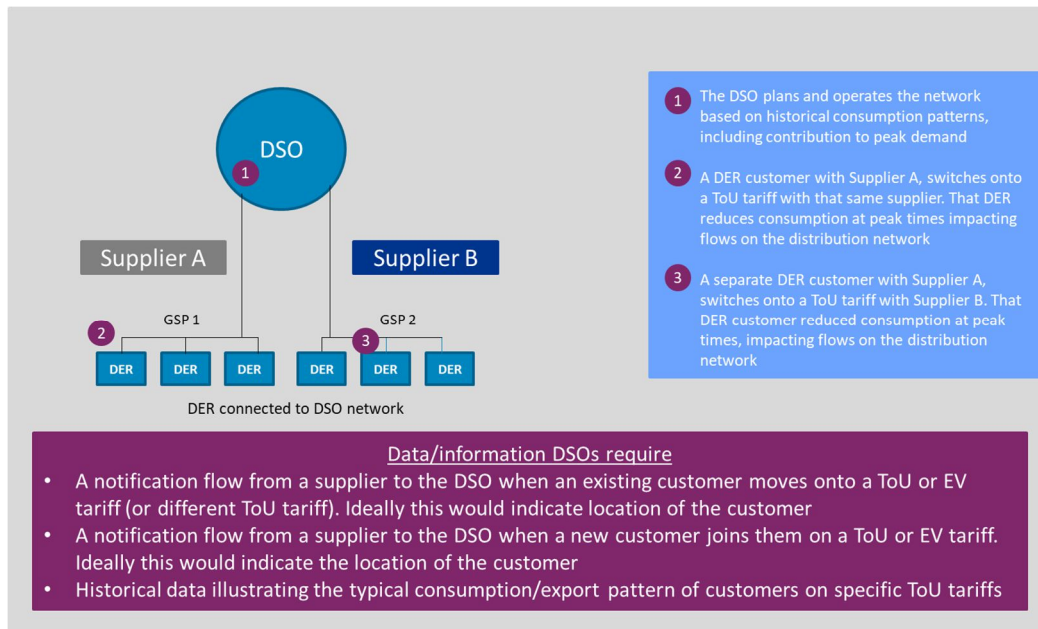 DSO
1
Supplier A
Supplier B
GSP 1
GSP 2
2
3
DER
DER
DER
DER
DER
DER
DER connected to DSO network
1
The DSO plans and operates the network
based on historical consumption patterns,
including contribution to peak demand
2
A DER customer with Supplier A, switches onto
a ToU tariff with that same supplier. That DER
reduces consumption at peak times impacting
flows on the distribution network
3
A separate DER customer with Supplier A,
switches onto a ToU tariff with Supplier B. That
DER customer reduced consumption at peak
times, impacting flows on the distribution
network
Data/information DSOs require
• A notification flow from a supplier to the DSO when an existing customer moves onto a ToU or EV
tariff (or different ToU tariff). Ideally this would indicate location of the customer
• A notification flow from a supplier to the DSO when a new customer joins them on a ToU or EV tariff.
Ideally this would indicate the location of the customer
• Historical data illustrating the typical consumption/export pattern of customers on specific ToU tariffs